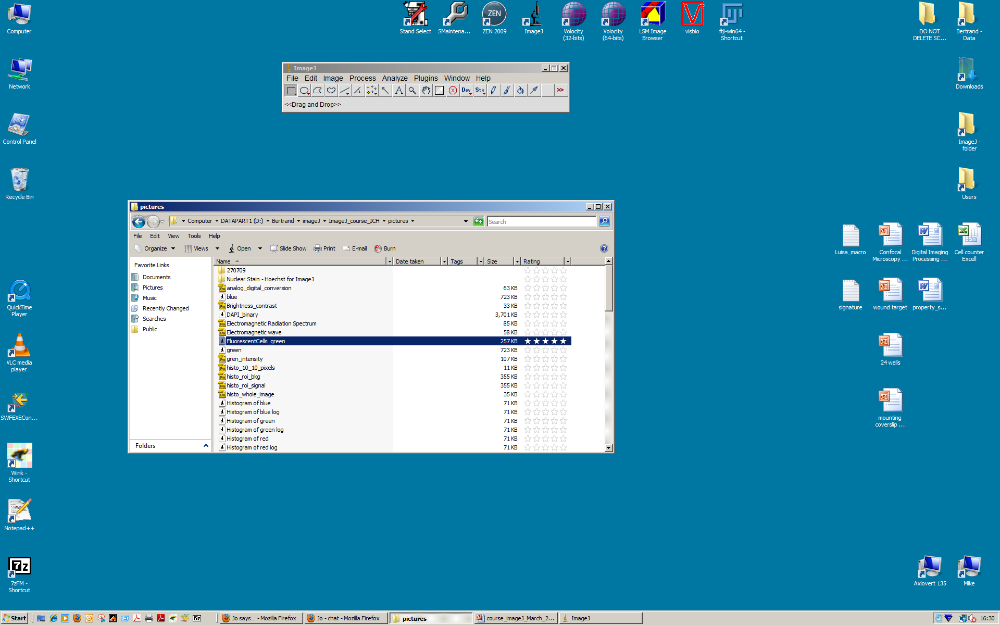 Computer
Network
Control Panel
Recycle Bin
QuickTime
Player
VLC media
player
SWFEXECon...
Wink -
Shortcut
Notepad++
7zFM -
Shortcut
Stand Select
SMaintena...
ZEN
ZEN 2009
ImageJ
Volocity
(32-bits)
Volocity
(64-bits)
LSM Image
Browser
visbio
fiji-win64 -
Shortcut
DO NOT
DELETE SC...
Bertrand -
Data
Downloads
ImageJ -
folder
Users
Luisa_macro
Confocal
Microscopy ...
Digital Imaging
Processing ...
Cell counter
Excell
signature
wound target
property_s...
24 wells
mounting
coverslip ...
Axiovert 135
Mike
ImageJ
File Edit Image Process Analyze Plugins Window Help
A Dev Stk >>
<<Drag and Drop>>
pictures
Computer DATAPART1 (D:) Bertrand imageJ ImageJ_course_ICH pictures
Search
File Edit View Tools Help
Organize Views Open Slide Show Print E-mail Burn
Favorite Links
Documents
Pictures
Music
Recently Changed
Searches
Public
Folders
Name Date taken Tags Size Rating
270709
Nuclear Stain - Hoechst for ImageJ
analog_digital_conversion 63 KB
blue 723 KB
Brightness_contrast 33 KB
DAPI_binary 3,701 KB
Electromagnetic Radiation Spectrum 85 KB
Electromagnetic wave 58 KB
FluorescentCells_green 257 KB
green 723 KB
gren_intensity 107 KB
histo_10_10_pixels 11 KB
histo_roi_bkg 355 KB
histo_roi_signal 355 KB
histo_whole_image 35 KB
Histogram of blue 71 KB
Histogram of blue log 71 KB
Histogram of green 71 KB
Histogram of green log 71 KB
Histogram of red 71 KB
Histogram of red log 71 KB
Start
Jo says... - Mozilla Firefox
Jo - chat - Mozilla Firefox
pictures
course_imageJ_March_2...
ImageJ
16:30